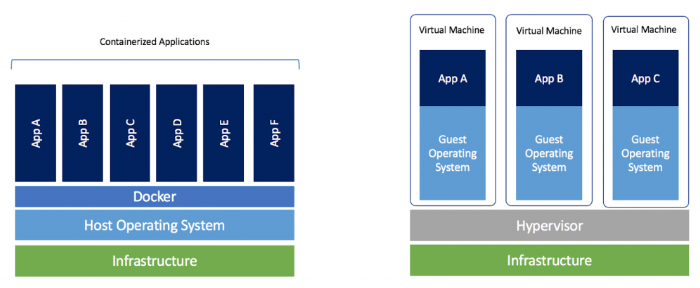 Containerized Applications
App A
App B
App C
App D
App E
App F
Docker
Host Operating System
Infrastructure
Virtual Machine
App A
Guest
Operating
System
Virtual Machine
App B
Guest
Operating
System
Virtual Machine
App C
Guest
Operating
System
Hypervisor
Infrastructure